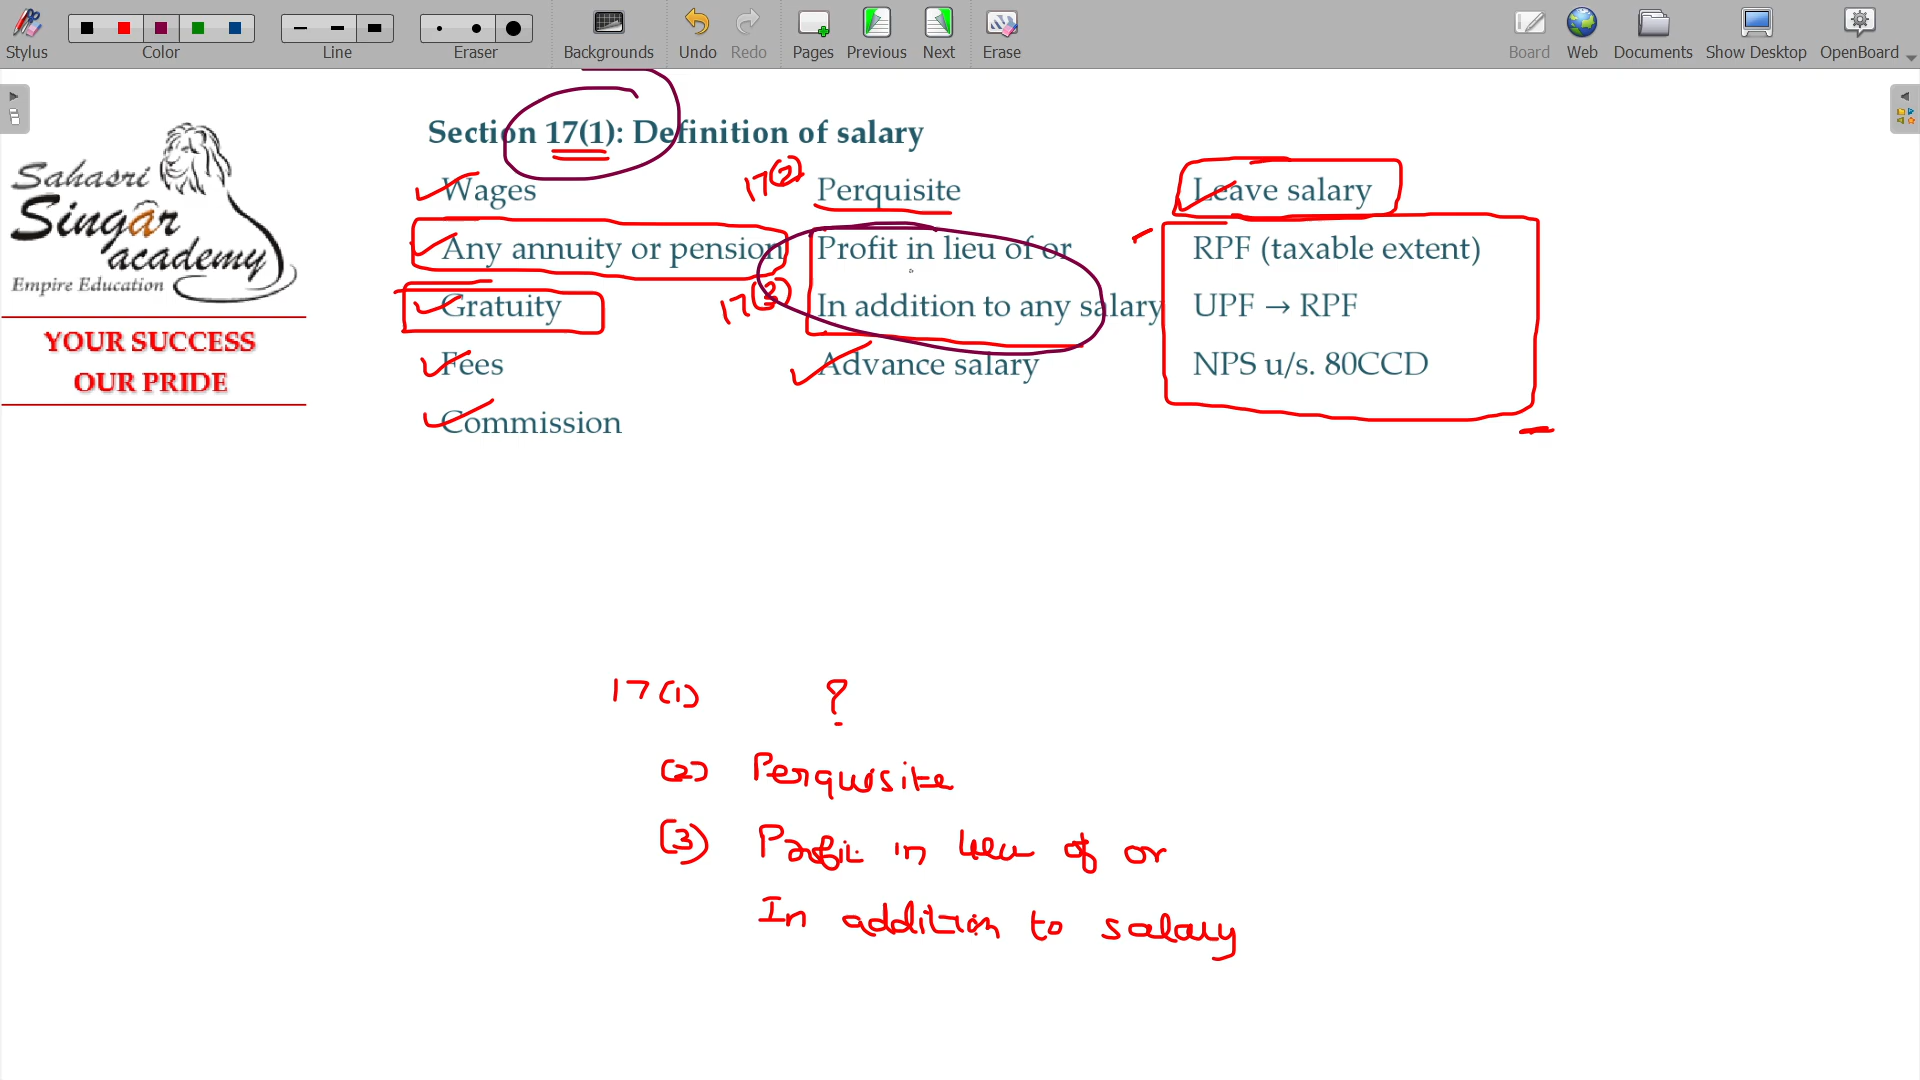 Stylus
Color
Line
Eraser
Backgrounds
Undo
Redo
Pages
Previous
Next
Erase
Board
Web
Documents
Show Desktop
OpenBoard
Sahasri
Singar
academy
Empire Education
YOUR SUCCESS
OUR PRIDE
Section 17(1): Definition of salary
Wages
Any annuity or pension
Gratuity
Fees
Commission
17(2)
Perquisite
Profit in lieu of or
17(3)
In addition to any salary
Advance salary
Leave salary
RPF (taxable extent)
UPF → RPF
NPS u/s. 80CCD
17(1) ?
(2) Perquisite
(3) Profit in lieu of or
In addition to salary